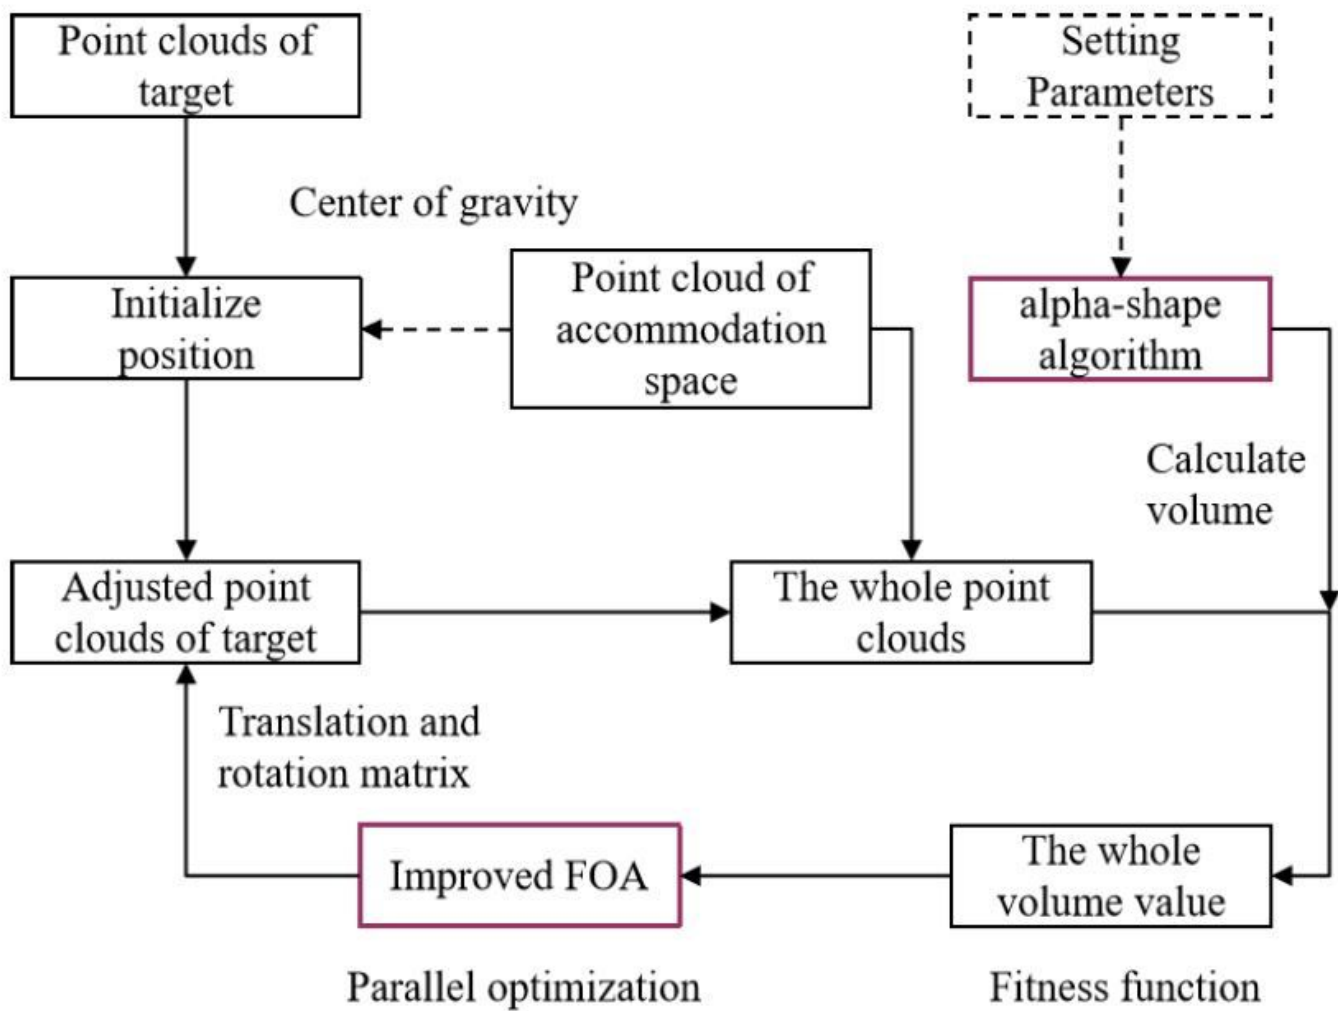 Point clouds of
target
Setting
Parameters
Center of gravity
Initialize
position
Point cloud of
accommodation
space
alpha-shape
algorithm
Calculate
volume
Adjusted point
clouds of target
The whole point
clouds
Translation and
rotation matrix
Improved FOA
The whole
volume value
Parallel optimization
Fitness function